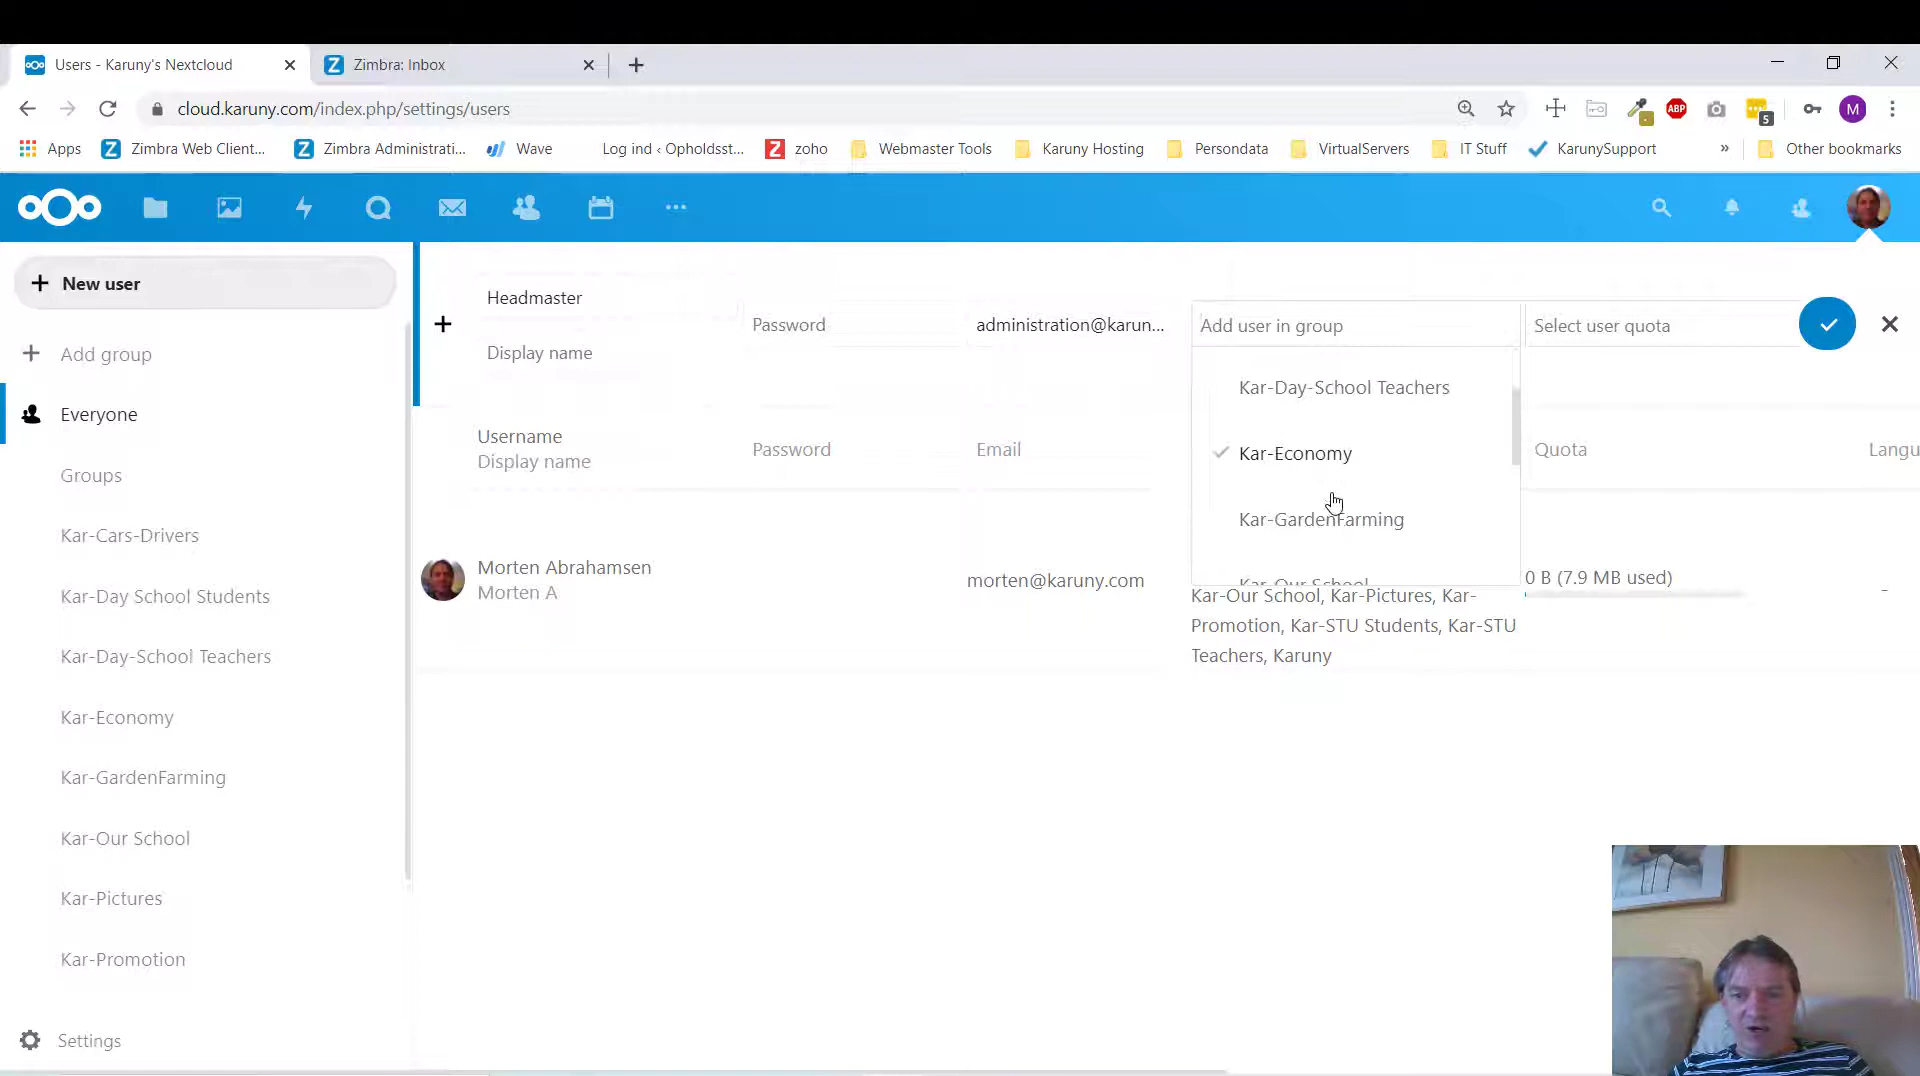 Users - Karuny's Nextcloud
Zimbra: Inbox
cloud.karuny.com/index.php/settings/users
ABP
5
M
Apps
Zimbra Web Client...
Zimbra Administrati...
Wave
Log ind ‹ Opholdsst...
zoho
Webmaster Tools
Karuny Hosting
Persondata
VirtualServers
IT Stuff
KarunySupport
»
Other bookmarks
New user
Add group
Everyone
Groups
Kar-Cars-Drivers
Kar-Day School Students
Kar-Day-School Teachers
Kar-Economy
Kar-GardenFarming
Kar-Our School
Kar-Pictures
Kar-Promotion
Settings
Headmaster
Display name
Password
administration@karun...
Add user in group
Select user quota
Kar-Day-School Teachers
Kar-Economy
Kar-GardenFarming
Kar-Our School
Username
Display name
Password
Email
Quota
Langu
Morten Abrahamsen
Morten A
morten@karuny.com
Kar-Our School, Kar-Pictures, Kar-
Promotion, Kar-STU Students, Kar-STU
Teachers, Karuny
0 B (7.9 MB used)
-